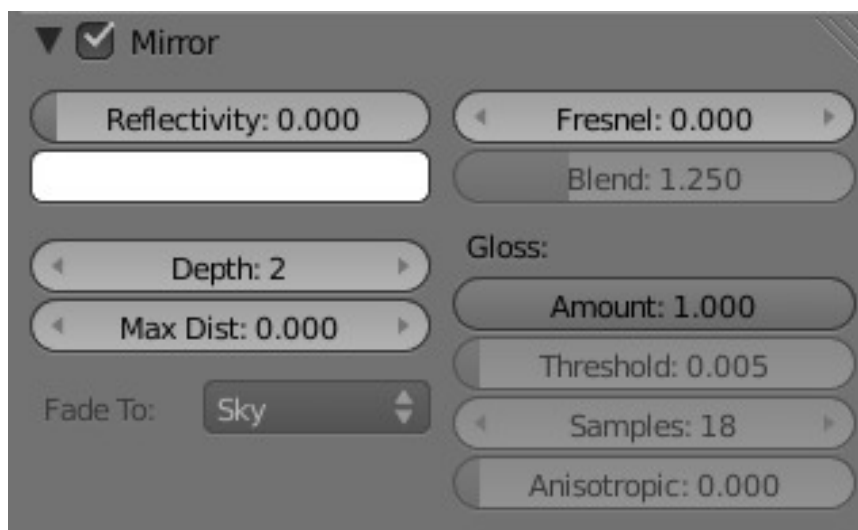 Mirror
Reflectivity: 0.000
Fresnel: 0.000
Blend: 1.250
Depth: 2
Max Dist: 0.000
Fade To: Sky
Gloss:
Amount: 1.000
Threshold: 0.005
Samples: 18
Anisotropic: 0.000